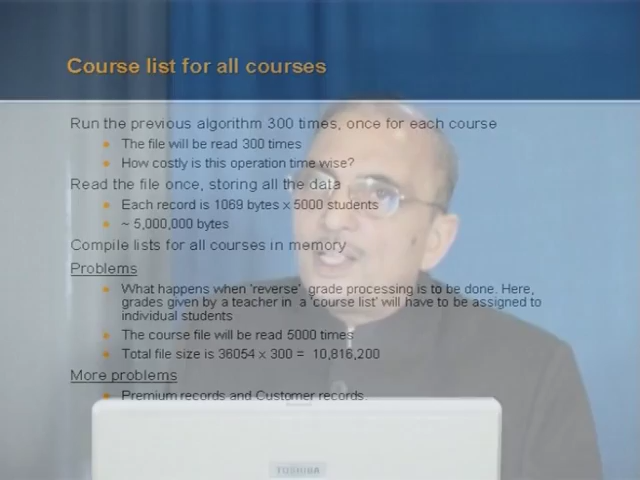 Course list for all courses
Run the previous algorithm 300 times, once for each course
The file will be read 300 times
How costly is this operation time wise?
Read the file once, storing all the data
Each record is 1069 bytes x 5000 students
~ 5,000,000 bytes
Compile lists for all courses in memory
Problems
What happens when 'reverse' grade processing is to be done. Here,
grades given by a teacher in a 'course list' will have to be assigned to
individual students
The course file will be read 5000 times
Total file size is 36054 x 300 = 10,816,200
More problems
Premium records and Customer records.
TOSHIBA